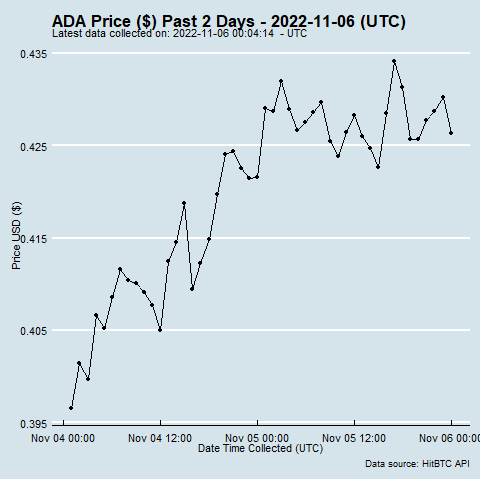 ADA Price ($) Past 2 Days - 2022-11-06 (UTC)
Latest data collected on: 2022-11-06 00:04:14 - UTC
Price USD ($)
0.435
0.425
0.415
0.405
0.395
Nov 04 00:00 Nov 04 12:00 Nov 05 00:00 Nov 05 12:00 Nov 06 00:00
Date Time Collected (UTC)
Data source: HitBTC API